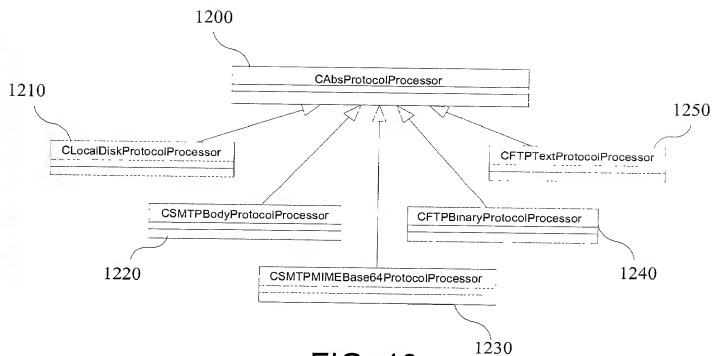 1200
CAbsProtocolProcessor
1210
1250
CLocalDiskProtocolProcessor
CFTPTextProtocolProcessor
CSMTPBodyProtocolProcessor
CFTPBinaryProtocolProcessor
1220
1240
CSMTPMIMEBase64ProtocolProcessor
1230